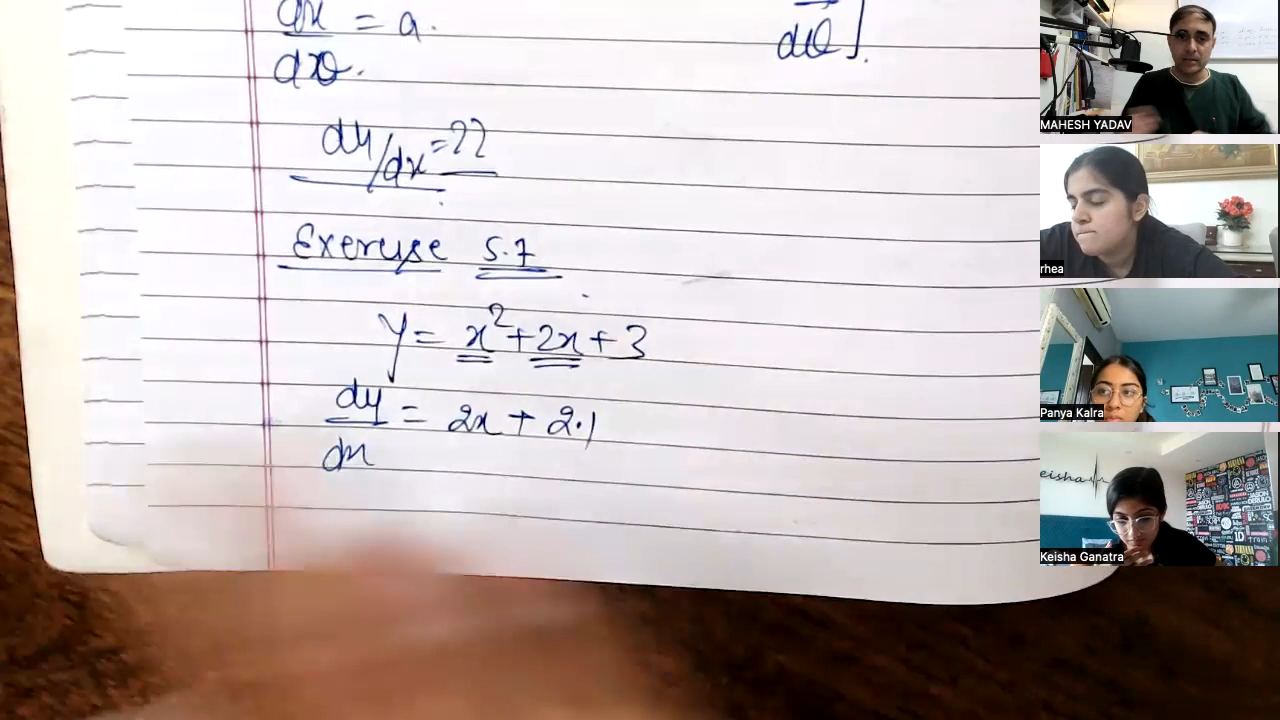 dx = a.
dθ.
dθ].
dy/dx = ??
Exercise 5.7
y = x² + 2x + 3
dy = 2x + 2.1
dx
MAHESH YADAV
rhea
Panya Kalra
keisha
Keisha Ganatra